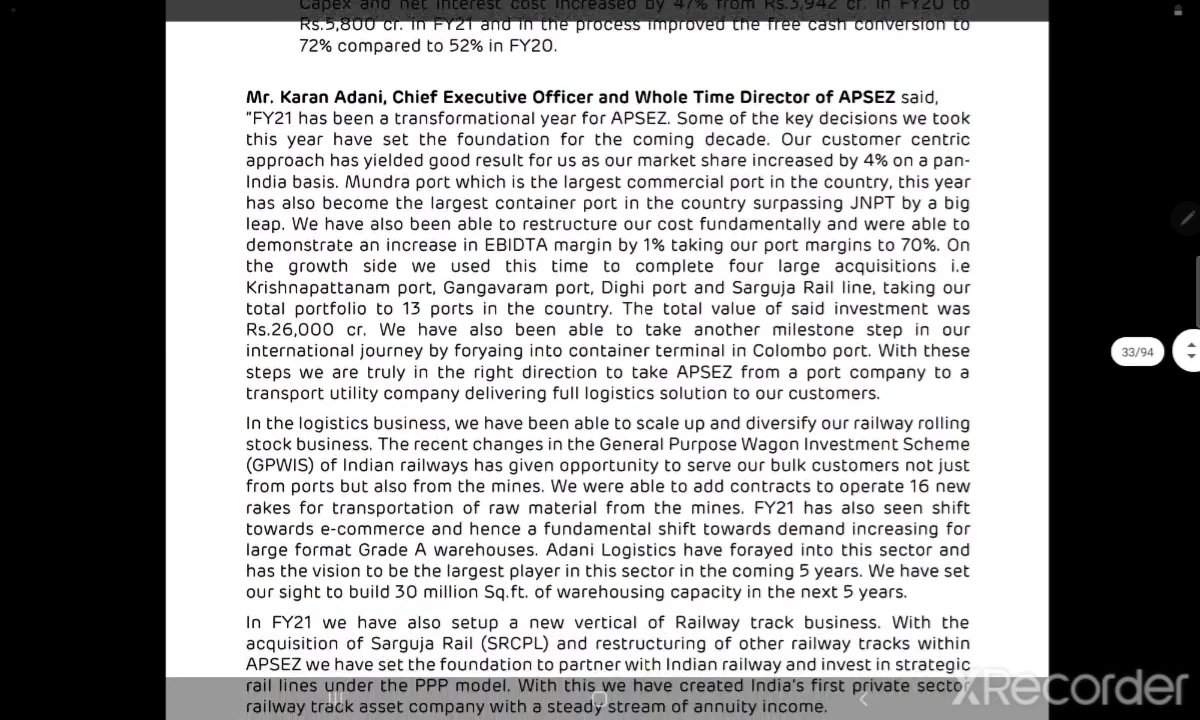 Capex and net interest cost increased by 47% from Rs.3,942 cr. in FY20 to
Rs.5,800 cr. in FY21 and in the process improved the free cash conversion to
72% compared to 52% in FY20.
Mr. Karan Adani, Chief Executive Officer and Whole Time Director of APSEZ said,
"FY21 has been a transformational year for APSEZ. Some of the key decisions we took
this year have set the foundation for the coming decade. Our customer centric
approach has yielded good result for us as our market share increased by 4% on a pan-
India basis. Mundra port which is the largest commercial port in the country, this year
has also become the largest container port in the country surpassing JNPT by a big
leap. We have also been able to restructure our cost fundamentally and were able to
demonstrate an increase in EBIDTA margin by 1% taking our port margins to 70%. On
the growth side we used this time to complete four large acquisitions i.e
Krishnapattanam port, Gangavaram port, Dighi port and Sarguja Rail line, taking our
total portfolio to 13 ports in the country. The total value of said investment was
Rs.26,000 cr. We have also been able to take another milestone step in our
international journey by foryaing into container terminal in Colombo port. With these
steps we are truly in the right direction to take APSEZ from a port company to a
transport utility company delivering full logistics solution to our customers.
33/94
In the logistics business, we have been able to scale up and diversify our railway rolling
stock business. The recent changes in the General Purpose Wagon Investment Scheme
(GPWIS) of Indian railways has given opportunity to serve our bulk customers not just
from ports but also from the mines. We were able to add contracts to operate 16 new
rakes for transportation of raw material from the mines. FY21 has also seen shift
towards e-commerce and hence a fundamental shift towards demand increasing for
large format Grade A warehouses. Adani Logistics have forayed into this sector and
has the vision to be the largest player in this sector in the coming 5 years. We have set
our sight to build 30 million Sq.ft. of warehousing capacity in the next 5 years.
In FY21 we have also setup a new vertical of Railway track business. With the
acquisition of Sarguja Rail (SRCPL) and restructuring of other railway tracks within
APSEZ we have set the foundation to partner with Indian railway and invest in strategic
rail lines under the PPP model. With this we have created India's first private sector
railway track asset company with a steady stream of annuity income.
XRecorder